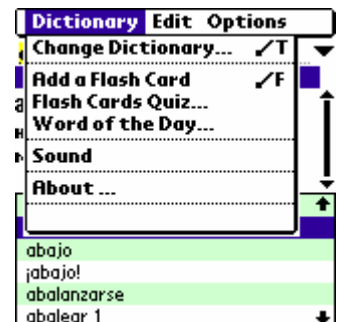 Dictionary Edit Options
Change Dictionary... ⁄T
Add a Flash Card ⁄F
Flash Cards Quiz...
Word of the Day...
Sound
About ...
abajo
¡abajo!
abalanzarse
abalear 1